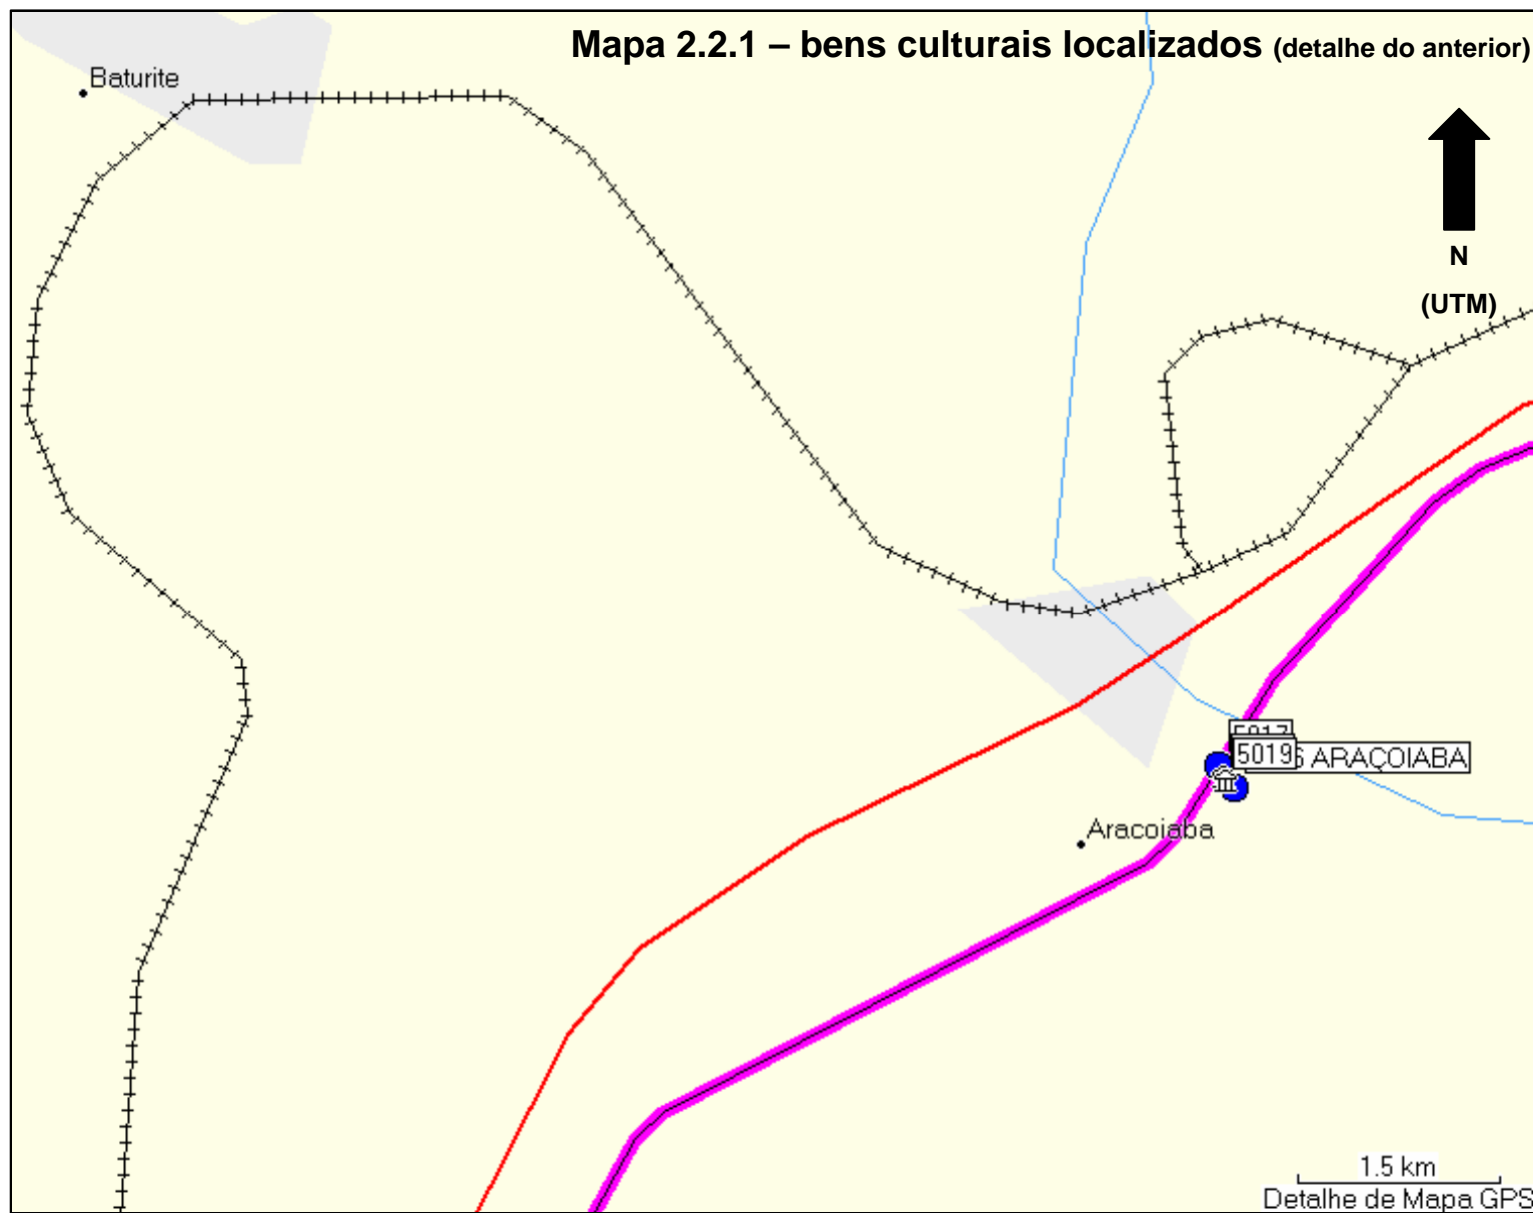 Mapa 2.2.1 – bens culturais localizados (detalhe do anterior)
Baturite
N
(UTM)
5017
5019 ARAÇOIABA
Aracoiaba
1.5 km
Detalhe de Mapa GPS